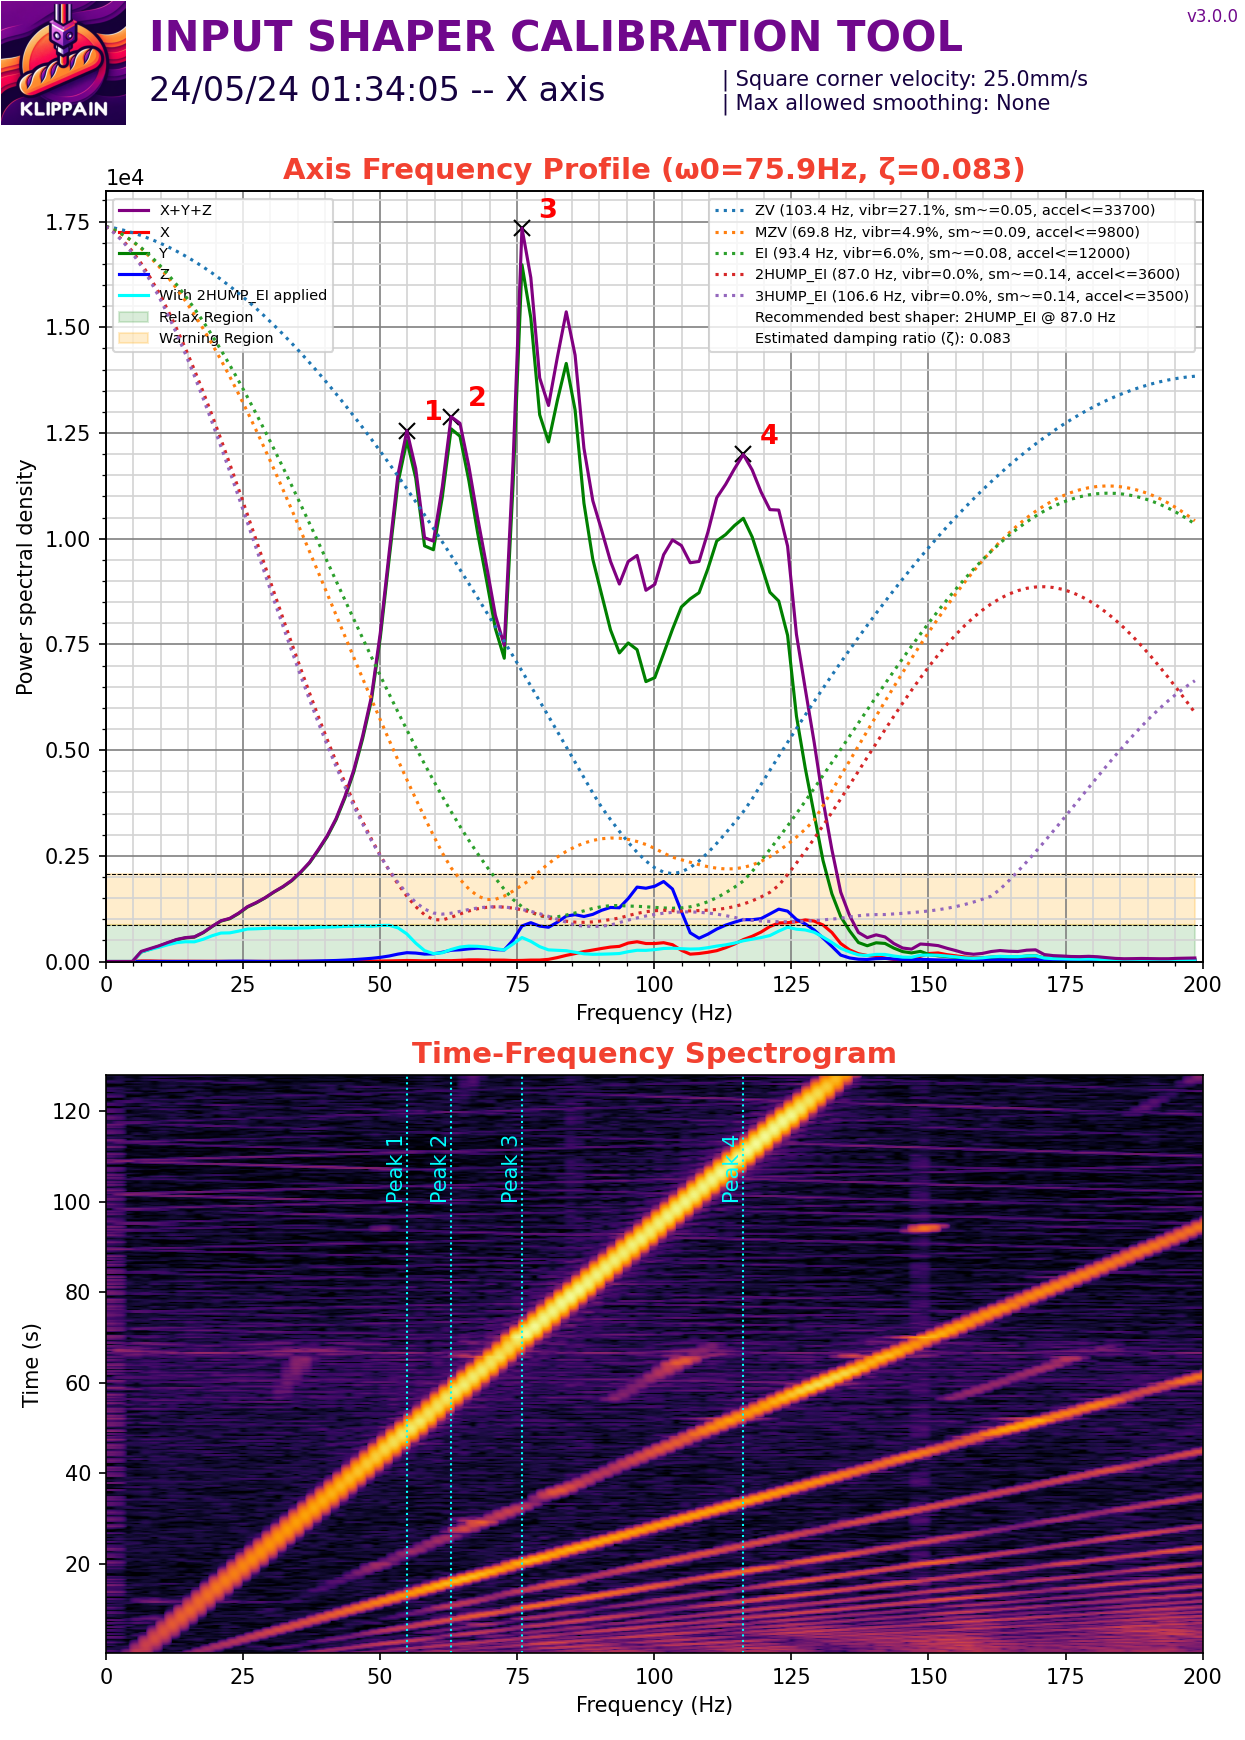 KLIPPAIN
INPUT SHAPER CALIBRATION TOOL
v3.0.0
24/05/24 01:34:05 -- X axis
| Square corner velocity: 25.0mm/s
| Max allowed smoothing: None
Axis Frequency Profile (ω0=75.9Hz, ζ=0.083)
1e4
X+Y+Z
X
Y
Z
With 2HUMP_EI applied
Relax Region
Warning Region
ZV (103.4 Hz, vibr=27.1%, sm~=0.05, accel<=33700)
MZV (69.8 Hz, vibr=4.9%, sm~=0.09, accel<=9800)
EI (93.4 Hz, vibr=6.0%, sm~=0.08, accel<=12000)
2HUMP_EI (87.0 Hz, vibr=0.0%, sm~=0.14, accel<=3600)
3HUMP_EI (106.6 Hz, vibr=0.0%, sm~=0.14, accel<=3500)
Recommended best shaper: 2HUMP_EI @ 87.0 Hz
Estimated damping ratio (ζ): 0.083
1
2
3
4
Power spectral density
1.75
1.50
1.25
1.00
0.75
0.50
0.25
0.00
0 25 50 75 100 125 150 175 200
Frequency (Hz)
Time-Frequency Spectrogram
Time (s)
120
100
80
60
40
20
Peak 1
Peak 2
Peak 3
Peak 4
0 25 50 75 100 125 150 175 200
Frequency (Hz)